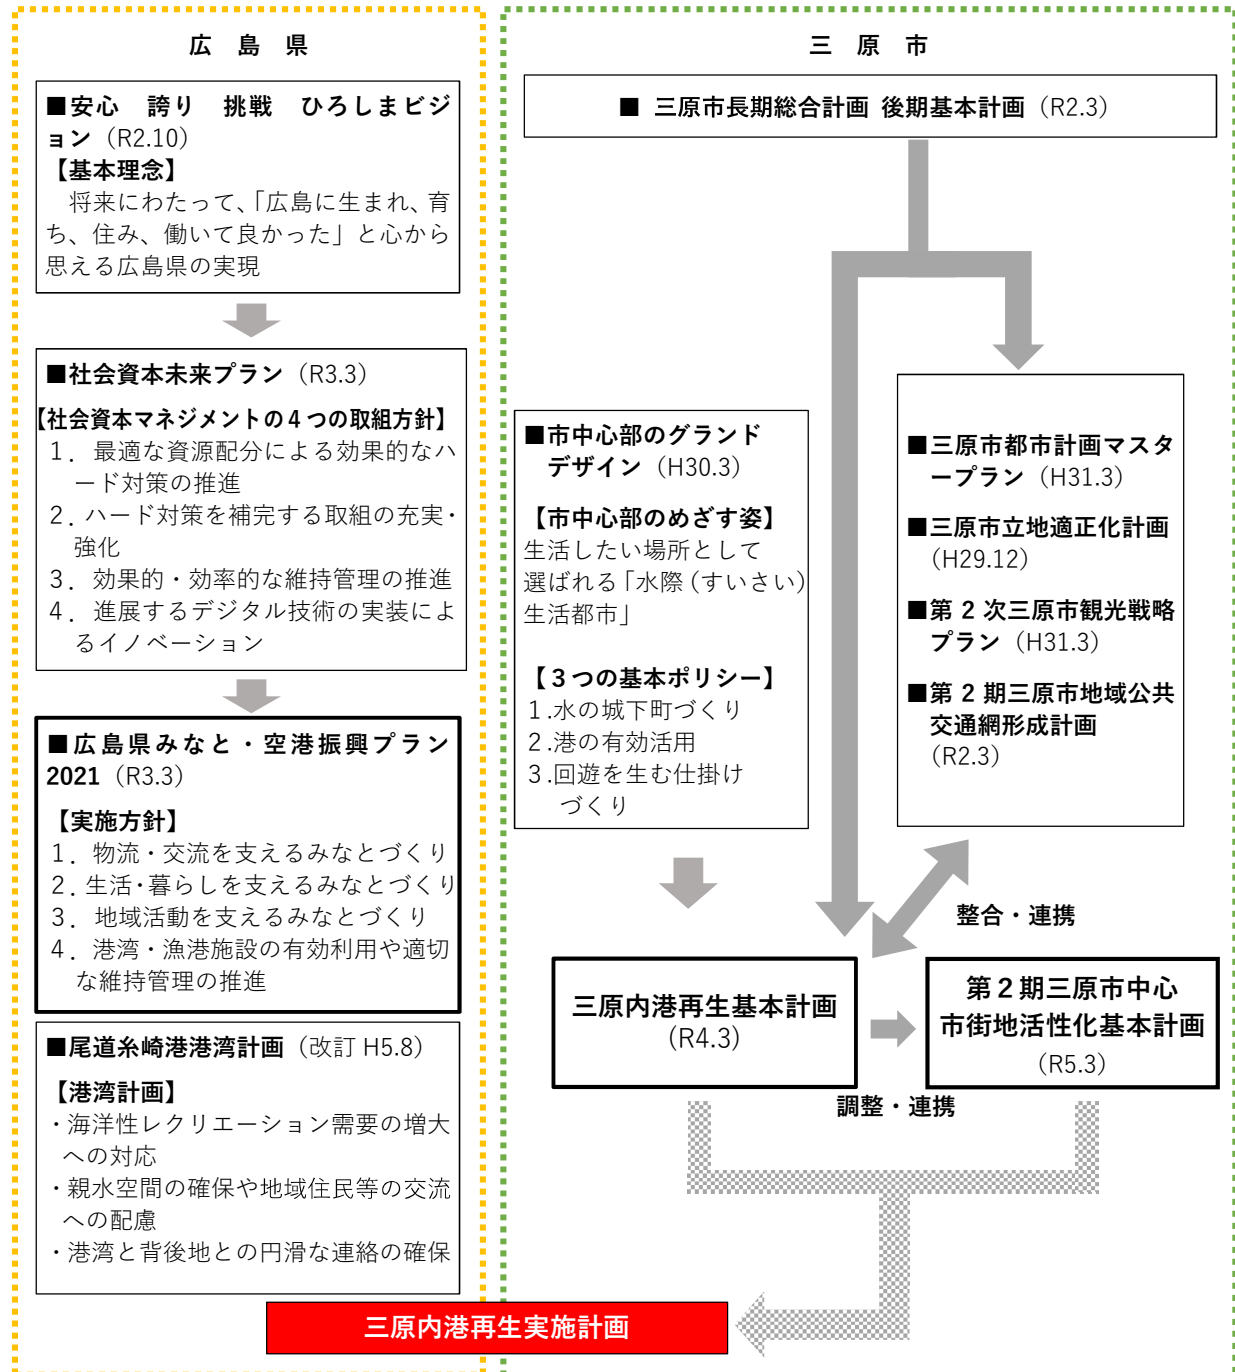 広 島 県
■安心 誇り 挑戦 ひろしまビジ
ョン（R2.10）
【基本理念】
将来にわたって、「広島に生まれ、育
ち、住み、働いて良かった」と心から
思える広島県の実現
■社会資本未来プラン（R3.3）
【社会資本マネジメントの４つの取組方針】
１．最適な資源配分による効果的なハ
ード対策の推進
２．ハード対策を補完する取組の充実・
強化
３．効果的・効率的な維持管理の推進
４．進展するデジタル技術の実装によ
るイノベーション
■広島県みなと・空港振興プラン
2021（R3.3）
【実施方針】
１．物流・交流を支えるみなとづくり
２．生活・暮らしを支えるみなとづくり
３．地域活動を支えるみなとづくり
４．港湾・漁港施設の有効利用や適切
な維持管理の推進
■尾道糸崎港港湾計画（改訂 H5.8）
【港湾計画】
・海洋性レクリエーション需要の増大
への対応
・親水空間の確保や地域住民等の交流
への配慮
・港湾と背後地との円滑な連絡の確保
三 原 市
■ 三原市長期総合計画 後期基本計画（R2.3）
■市中心部のグランド
デザイン（H30.3）
【市中心部のめざす姿】
生活したい場所として
選ばれる「水際（すいさい）
生活都市」
【３つの基本ポリシー】
１.水の城下町づくり
２.港の有効活用
３.回遊を生む仕掛け
づくり
■三原市都市計画マスタ
ープラン（H31.3）
■三原市立地適正化計画
（H29.12）
■第 2 次三原市観光戦略
プラン（H31.3）
■第 2 期三原市地域公共
交通網形成計画
（R2.3）
整合・連携
三原内港再生基本計画
（R4.3）
第２期三原市中心
市街地活性化基本計画
（R5.3）
調整・連携
三原内港再生実施計画